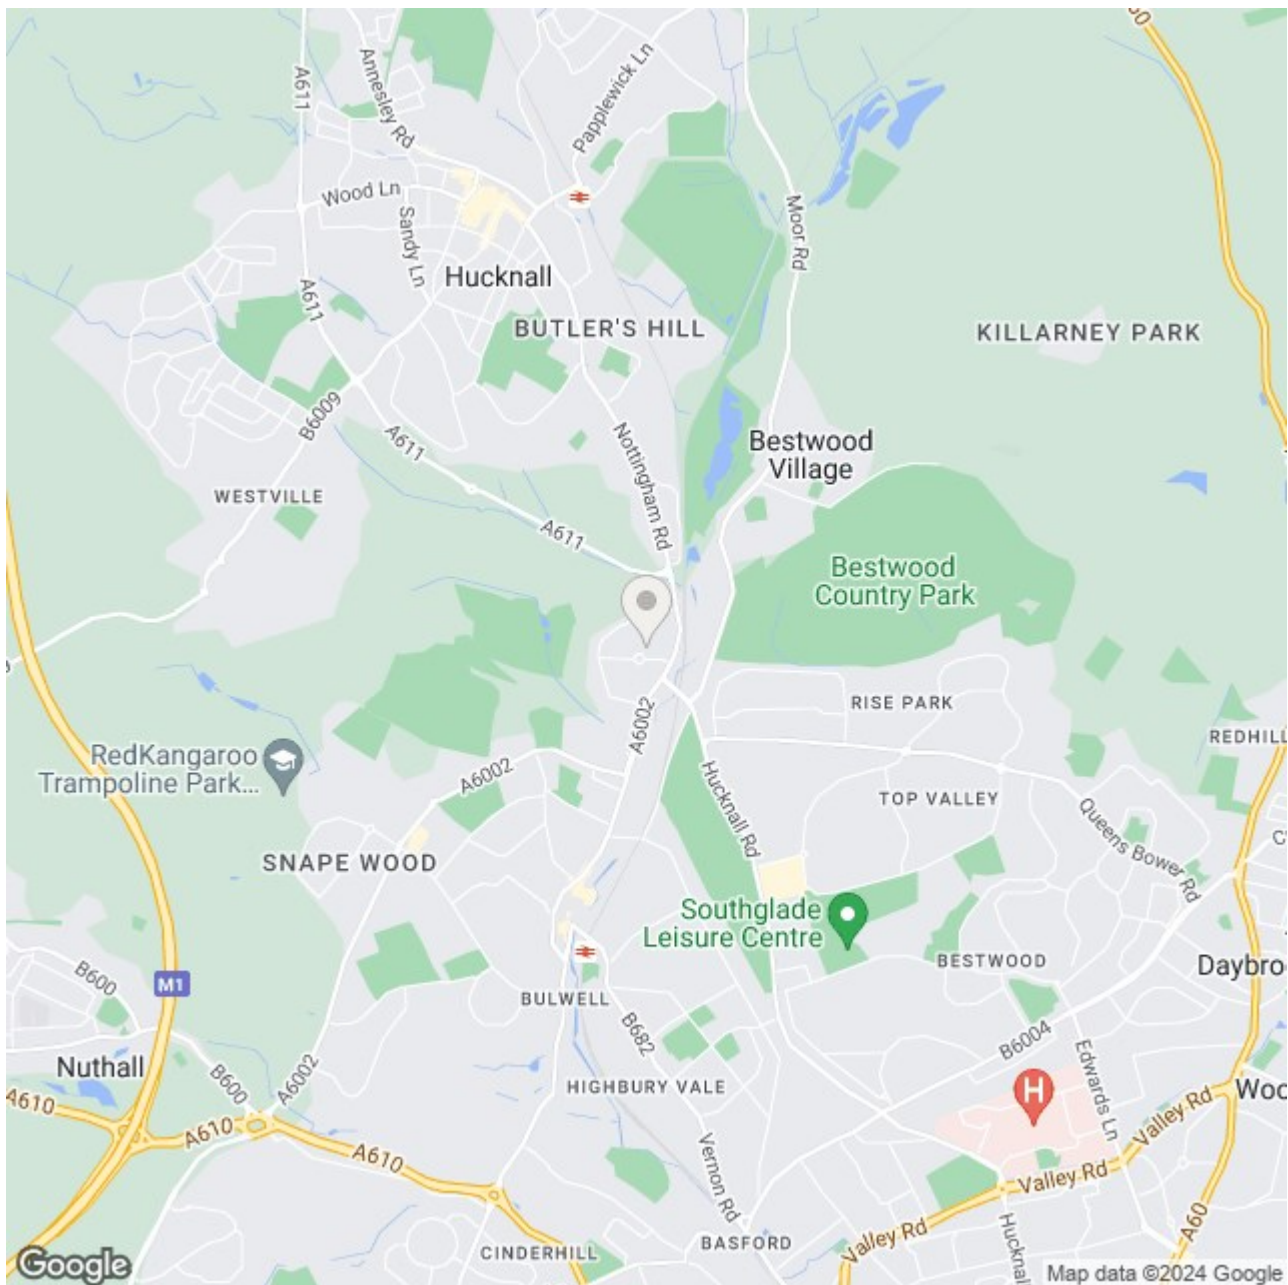 A611
Annesley Rd
Papplewick Ln
Wood Ln
Sandy Ln
Moor Rd
Hucknall
A611
BUTLER'S HILL
KILLARNEY PARK
B6009
A611
Nottingham Rd
Bestwood
Village
WESTVILLE
A611
Bestwood
Country Park
RISE PARK
A6002
REDHILL
RedKangaroo
Trampoline Park...
A6002
Hucknall Rd
TOP VALLEY
Queens Bower Rd
SNAPE WOOD
Southglade
Leisure Centre
BESTWOOD
Daybro
B600
M1
BULWELL
B682
B6004
Edwards Ln
Nuthall
B600
A6002
HIGHBURY VALE
H
Woo
A610
A610
A610
Vernon Rd
Valley Rd
Valley Rd
Valley Rd
Hucknall
A60
CINDERHILL
BASFORD
Google
Map data ©2024 Google